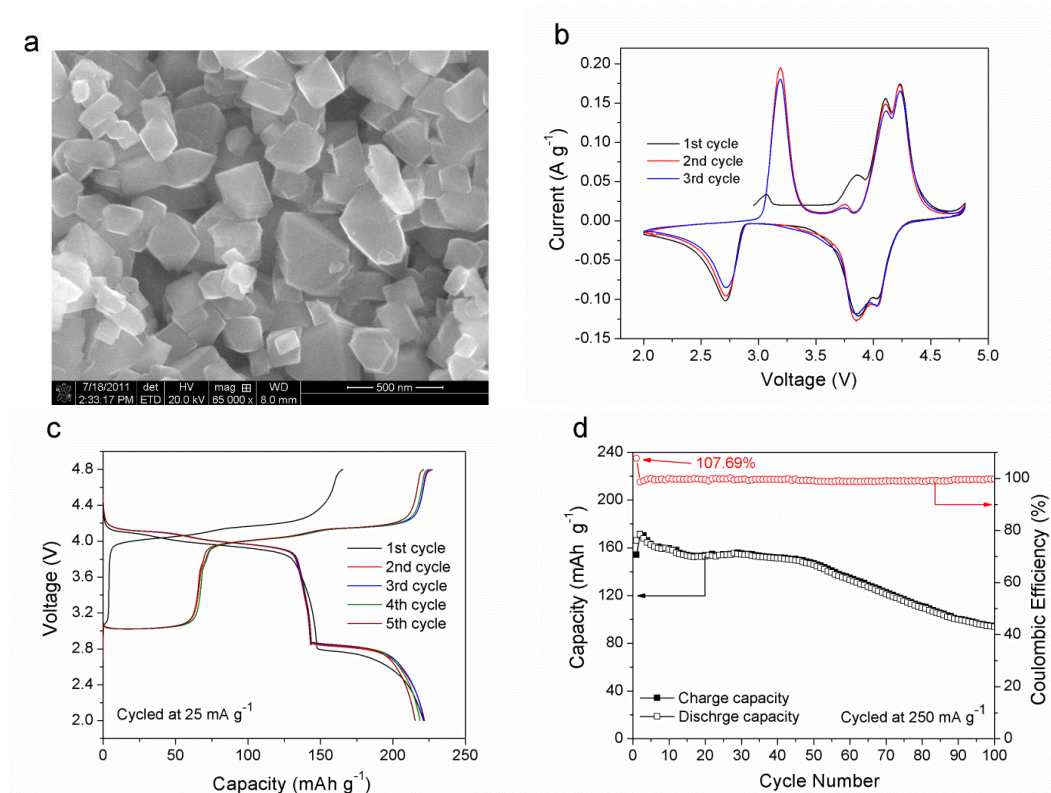 a
7/18/2011 det HV mag ⊞ WD 500 nm
2:33:17 PM ETD 20.0 kV 65 000 x 8.0 mm
b
Current (A g⁻¹)
0.20
0.15
0.10
0.05
0.00
-0.05
-0.10
-0.15
1st cycle
2nd cycle
3rd cycle
2.0 2.5 3.0 3.5 4.0 4.5 5.0
Voltage (V)
c
Voltage (V)
4.8
4.4
4.0
3.6
3.2
2.8
2.4
2.0
1st cycle
2nd cycle
3rd cycle
4th cycle
5th cycle
Cycled at 25 mA g⁻¹
0 50 100 150 200 250
Capacity (mAh g⁻¹)
d
Capacity (mAh g⁻¹)
240
220
200
160
120
80
40
0
107.69%
100
80
60
40
20
0
Coulombic Efficiency (%)
Charge capacity
Dischrge capacity
Cycled at 250 mA g⁻¹
0 10 20 30 40 50 60 70 80 90 100
Cycle Number